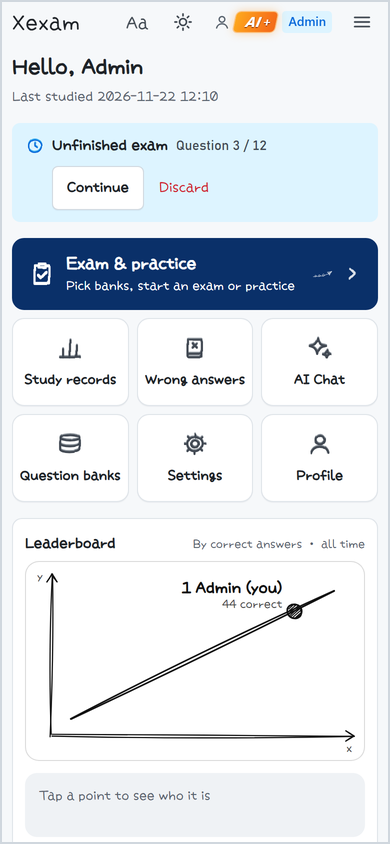 Xexam Aa AI+ Admin
Hello, Admin
Last studied 2026-11-22 12:10
Unfinished exam Question 3 / 12
Continue Discard
Exam & practice
Pick banks, start an exam or practice
Study records Wrong answers AI Chat
Question banks Settings Profile
Leaderboard By correct answers • all time
y
1 Admin (you)
44 correct
x
Tap a point to see who it is